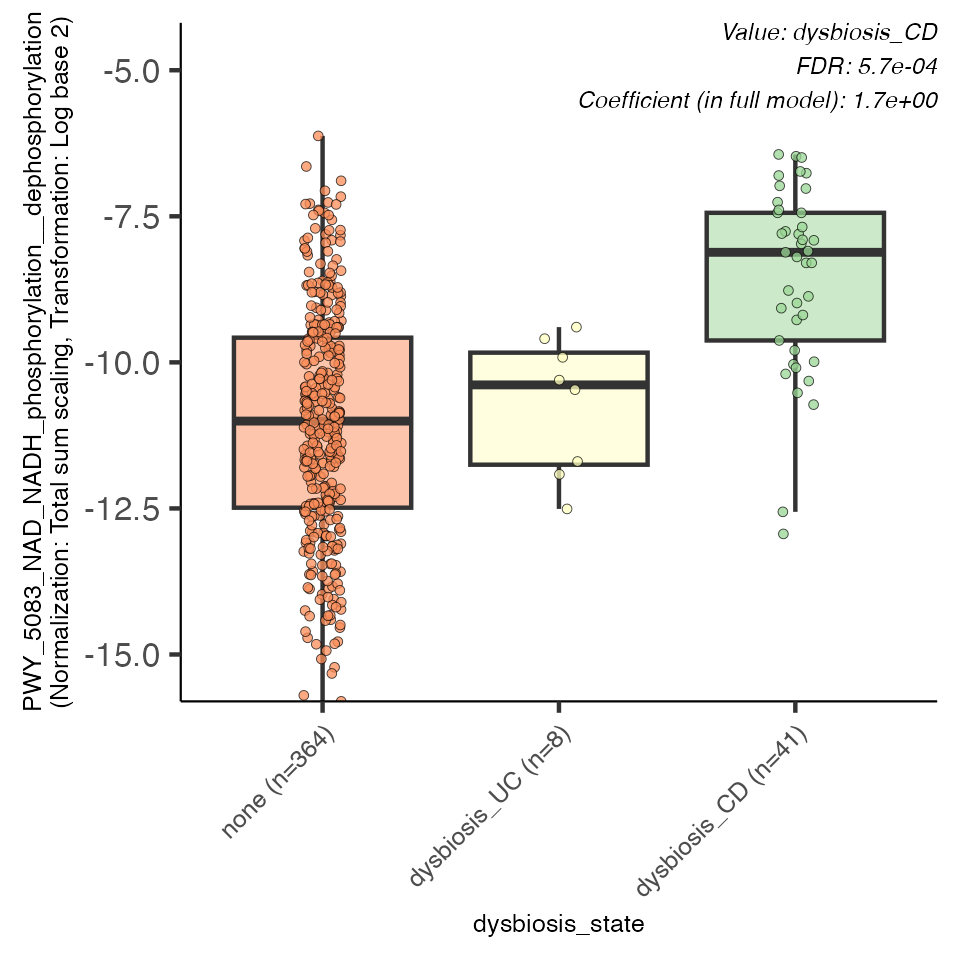 Value: dysbiosis_CD
FDR: 5.7e-04
Coefficient (in full model): 1.7e+00
PWY_5083_NAD_NADH_phosphorylation__dephosphorylation
(Normalization: Total sum scaling, Transformation: Log base 2)
-5.0
-7.5
-10.0
-12.5
-15.0
none (n=364)
dysbiosis_UC (n=8)
dysbiosis_CD (n=41)
dysbiosis_state